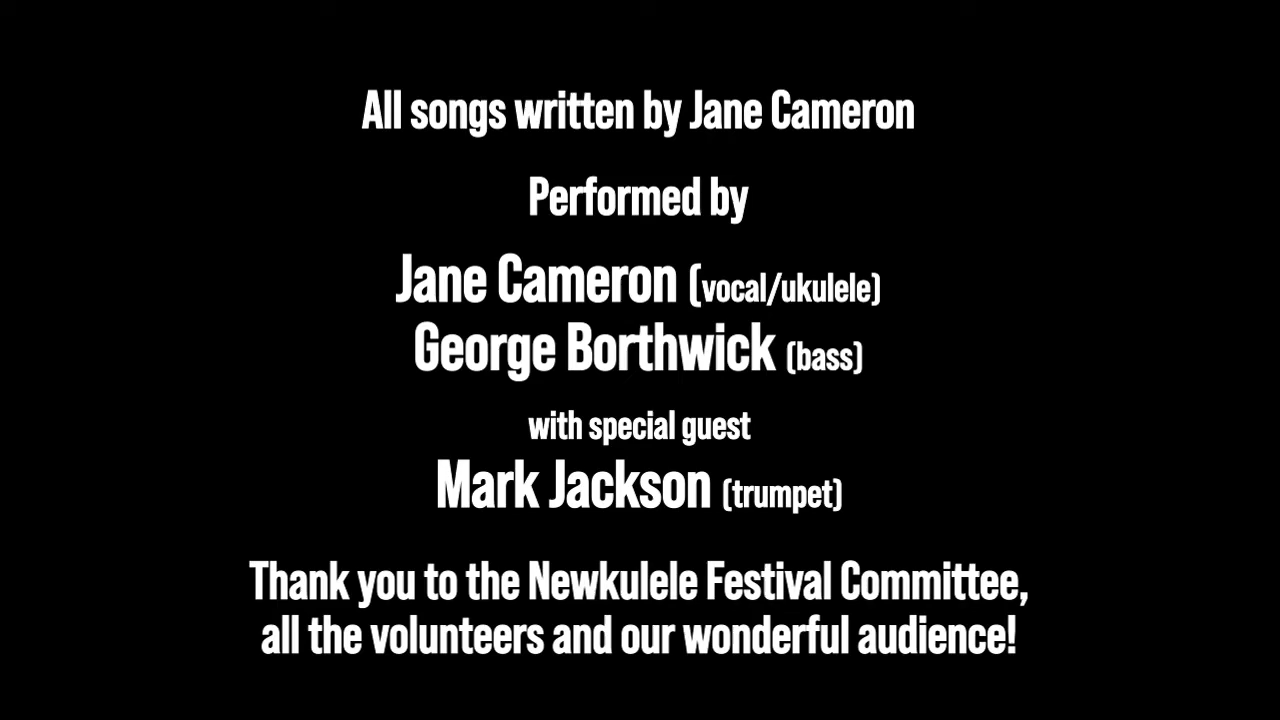 All songs written by Jane Cameron
Performed by
Jane Cameron (vocal/ukulele)
George Borthwick (bass)
with special guest
Mark Jackson (trumpet)
Thank you to the Newkulele Festival Committee,
all the volunteers and our wonderful audience!